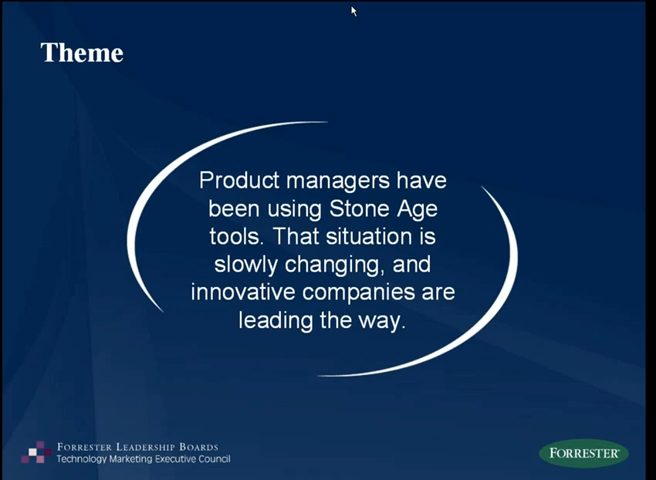 Theme
Product managers have
been using Stone Age
tools. That situation is
slowly changing, and
innovative companies are
leading the way.
FORRESTER LEADERSHIP BOARDS
Technology Marketing Executive Council
FORRESTER